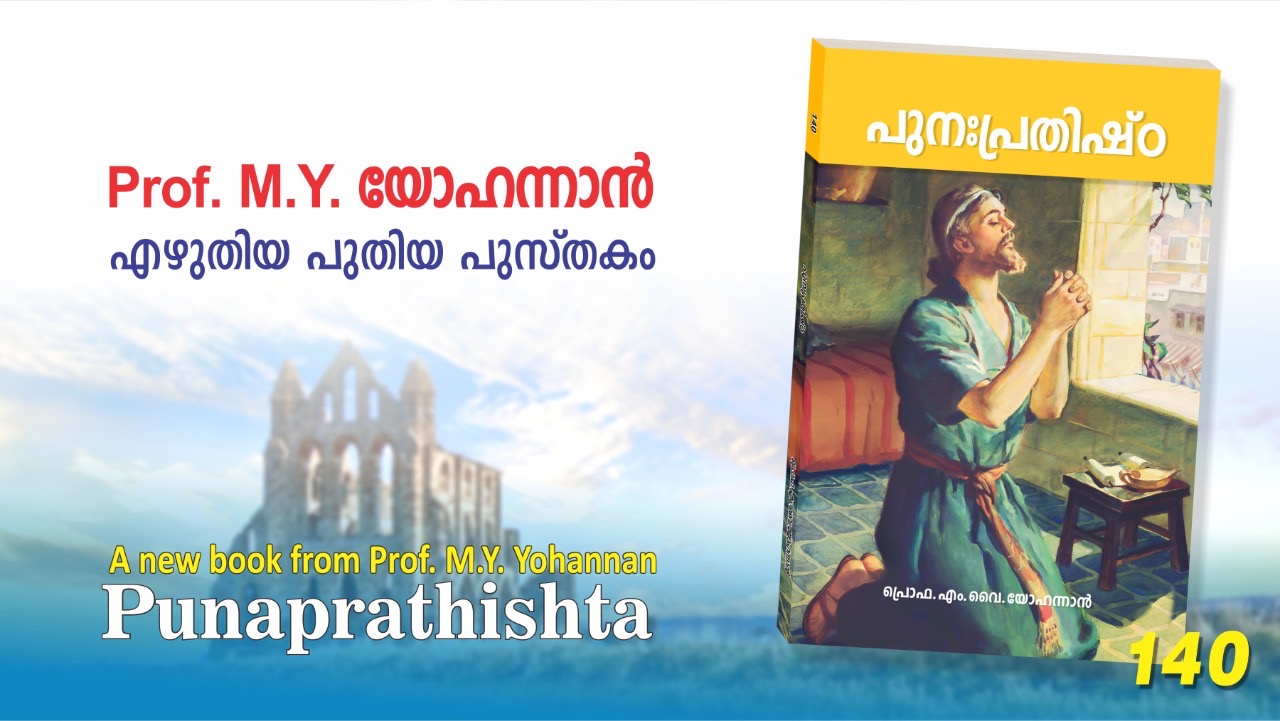 Prof. M.Y. യോഹന്നാൻ
എഴുതിയ പുതിയ പുസ്തകം
A new book from Prof. M.Y. Yohannan
Punaprathishta
140
പുനഃപ്രതിഷ്ഠ
പ്രൊഫ.എം.വൈ.യോഹന്നാൻ
140